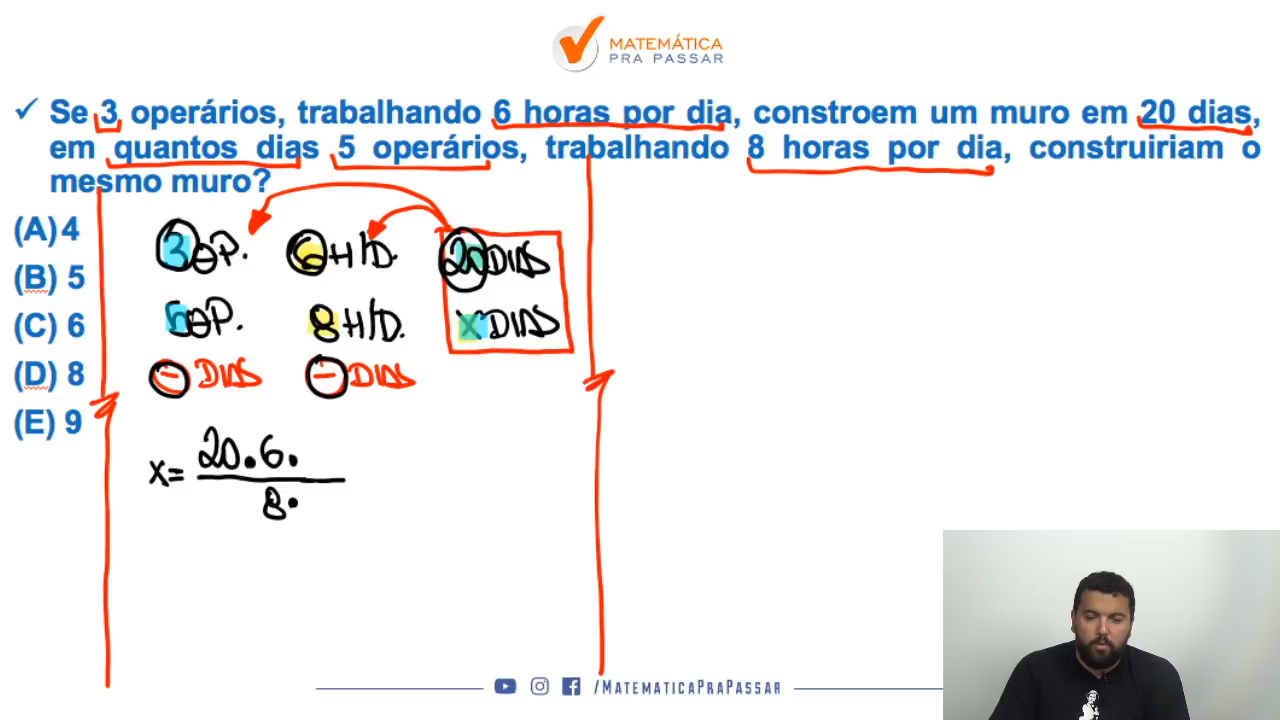 MATEMÁTICA
PRA PASSAR
✓ Se 3 operários, trabalhando 6 horas por dia, constroem um muro em 20 dias,
em quantos dias 5 operários, trabalhando 8 horas por dia, construiriam o
mesmo muro?
(A) 4
(B) 5
(C) 6
(D) 8
(E) 9
3 OP. 6 H/D. 20 DIAS
5 OP. 8 H/D. X DIAS
- DIAS - DIAS
X= 20.6.
8.
/MATEMATICAPRAPASSAR